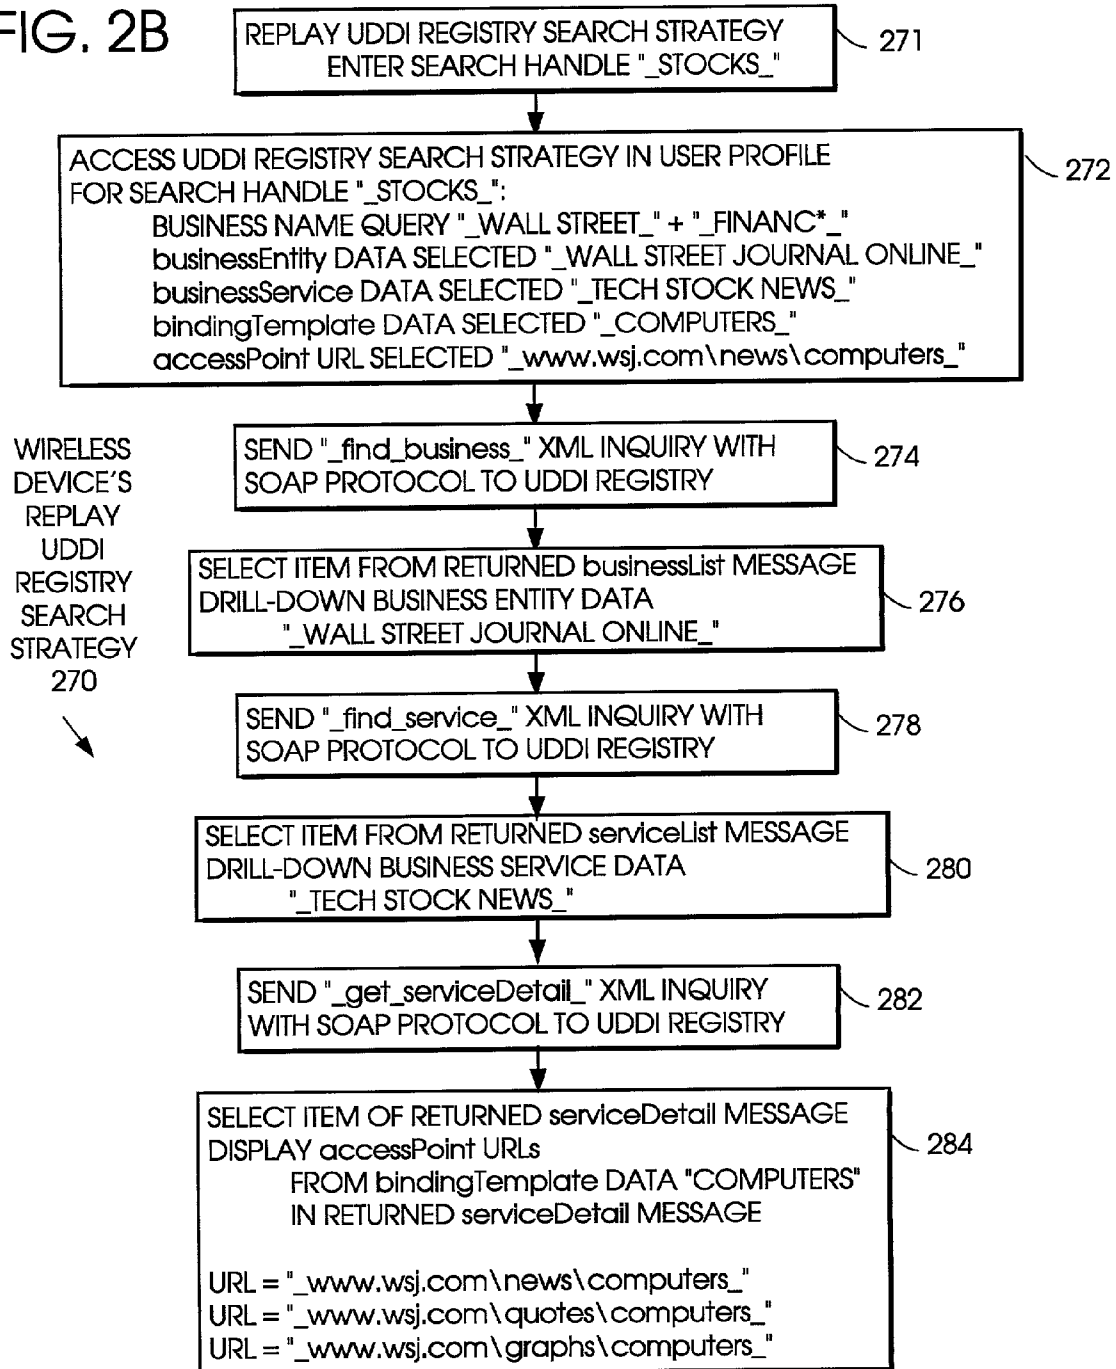 FIG. 2B
REPLAY UDDI REGISTRY SEARCH STRATEGY
ENTER SEARCH HANDLE "_STOCKS_"
271
ACCESS UDDI REGISTRY SEARCH STRATEGY IN USER PROFILE
FOR SEARCH HANDLE "_STOCKS_":
BUSINESS NAME QUERY "_WALL STREET_" + "_FINANC*_"
businessEntity DATA SELECTED "_WALL STREET JOURNAL ONLINE_"
businessService DATA SELECTED "_TECH STOCK NEWS_"
bindingTemplate DATA SELECTED "_COMPUTERS_"
accessPoint URL SELECTED "_www.wsj.com\news\computers_"
272
WIRELESS
DEVICE'S
REPLAY
UDDI
REGISTRY
SEARCH
STRATEGY
270
SEND "_find_business_" XML INQUIRY WITH
SOAP PROTOCOL TO UDDI REGISTRY
274
SELECT ITEM FROM RETURNED businessList MESSAGE
DRILL-DOWN BUSINESS ENTITY DATA
"_WALL STREET JOURNAL ONLINE_"
276
SEND "_find_service_" XML INQUIRY WITH
SOAP PROTOCOL TO UDDI REGISTRY
278
SELECT ITEM FROM RETURNED serviceList MESSAGE
DRILL-DOWN BUSINESS SERVICE DATA
"_TECH STOCK NEWS_"
280
SEND "_get_serviceDetail_" XML INQUIRY
WITH SOAP PROTOCOL TO UDDI REGISTRY
282
SELECT ITEM OF RETURNED serviceDetail MESSAGE
DISPLAY accessPoint URLs
FROM bindingTemplate DATA "COMPUTERS"
IN RETURNED serviceDetail MESSAGE
URL = "_www.wsj.com\news\computers_"
URL = "_www.wsj.com\quotes\computers_"
URL = "_www.wsj.com\graphs\computers_"
284